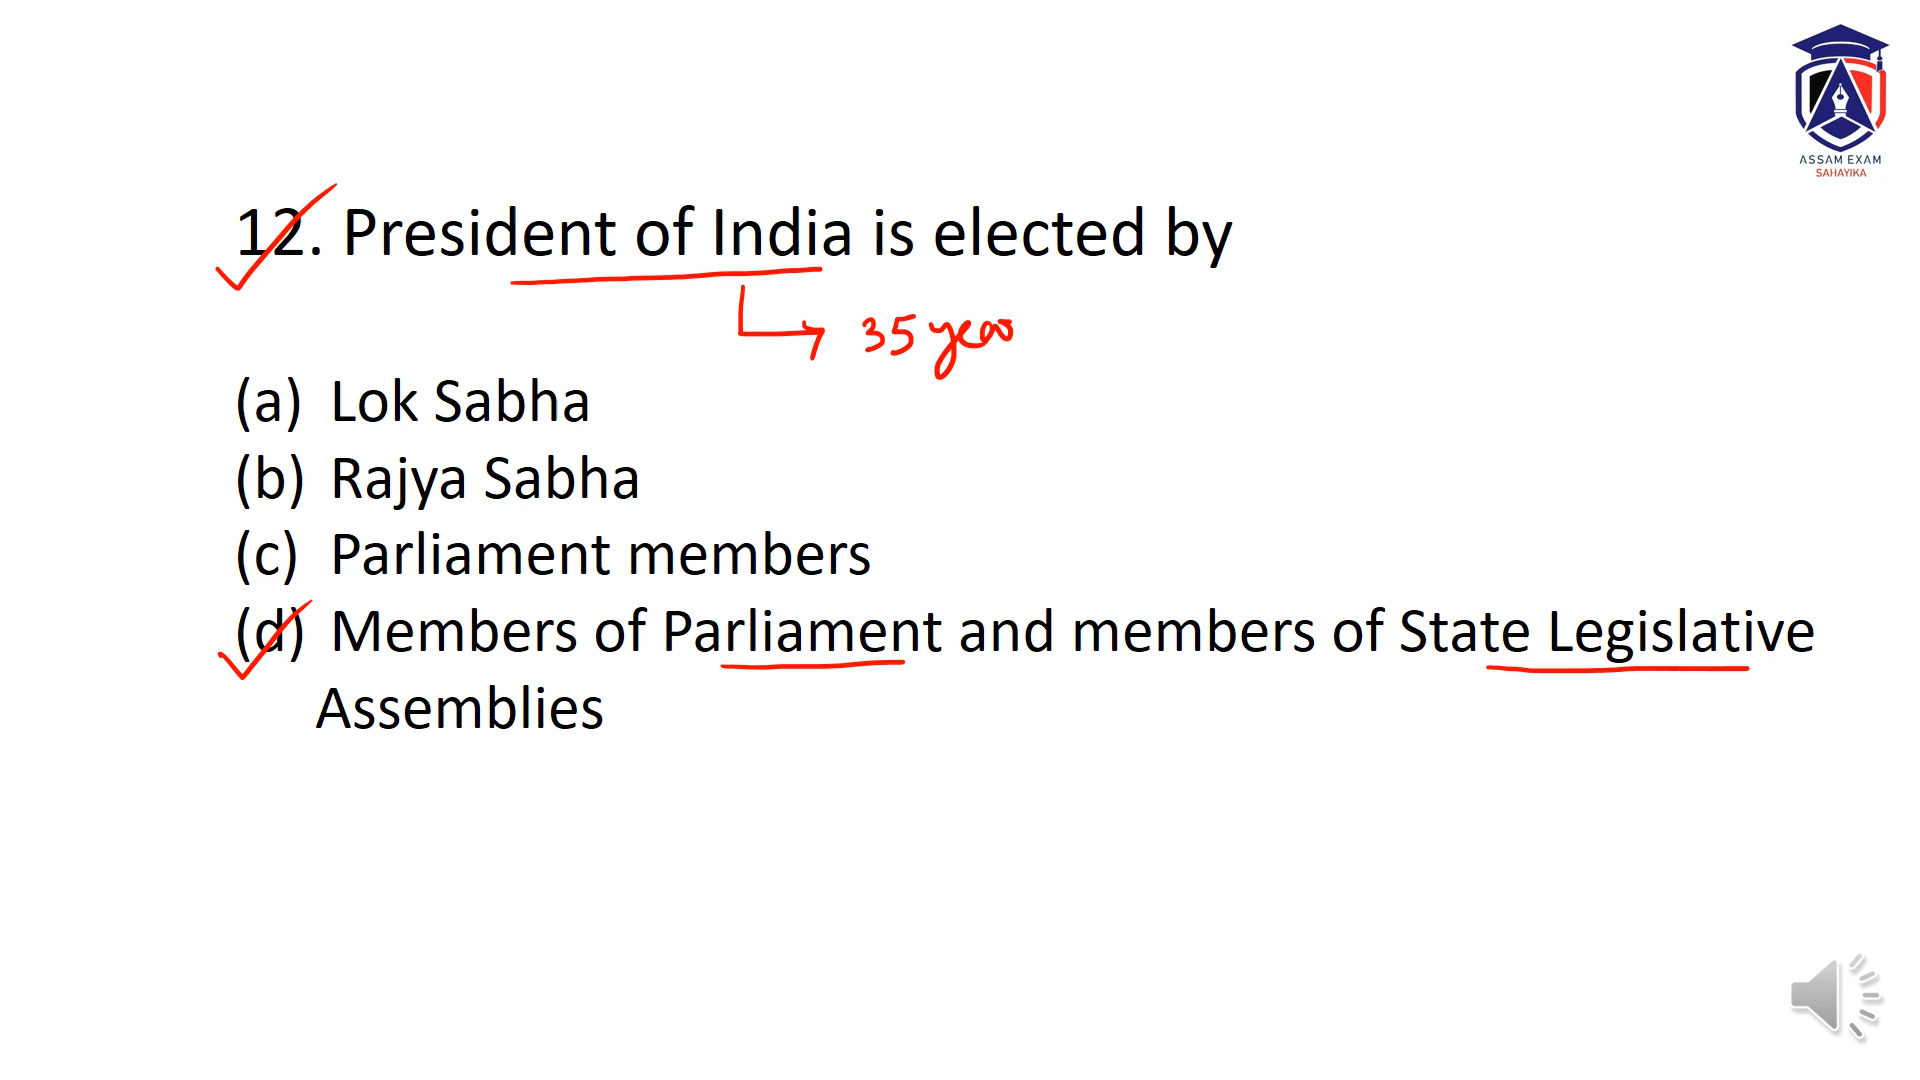 ASSAM EXAM
SAHAYIKA
12. President of India is elected by
35 year
(a) Lok Sabha
(b) Rajya Sabha
(c) Parliament members
(d) Members of Parliament and members of State Legislative
Assemblies